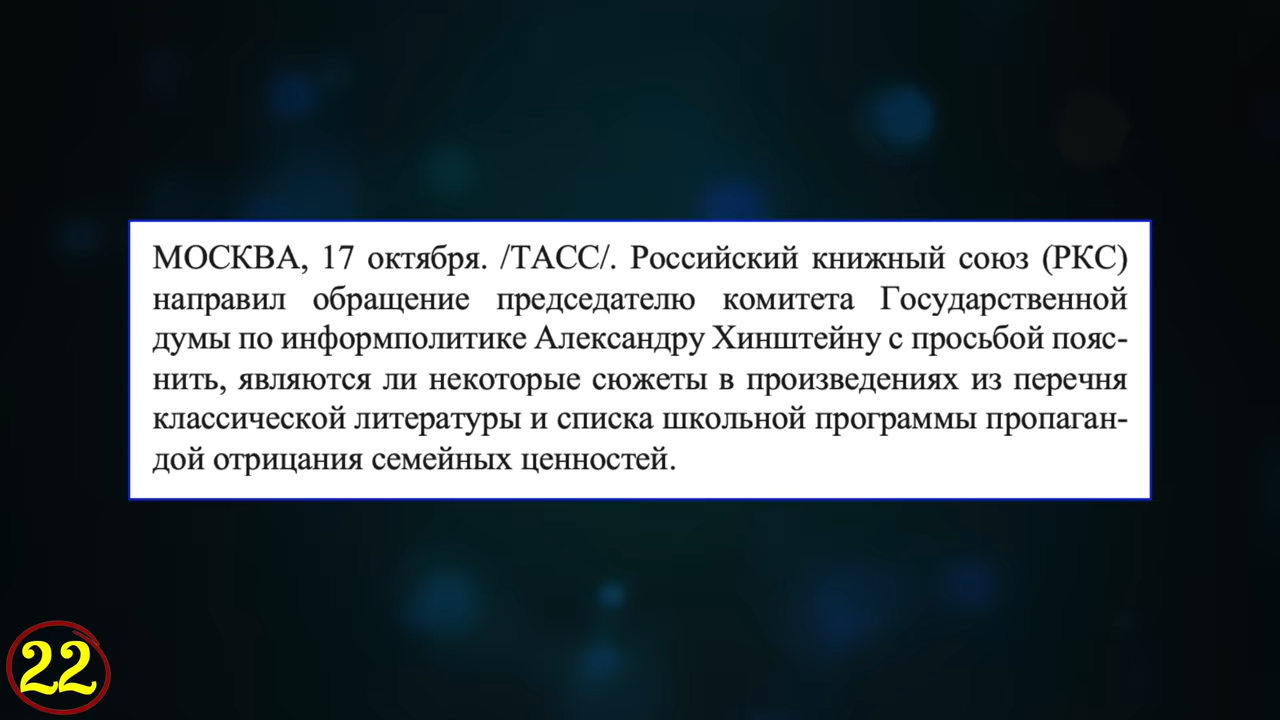 МОСКВА, 17 октября. /ТАСС/. Российский книжный союз (РКС)
направил обращение председателю комитета Государственной
думы по информполитике Александру Хинштейну с просьбой пояс-
нить, являются ли некоторые сюжеты в произведениях из перечня
классической литературы и списка школьной программы пропаган-
дой отрицания семейных ценностей.
22